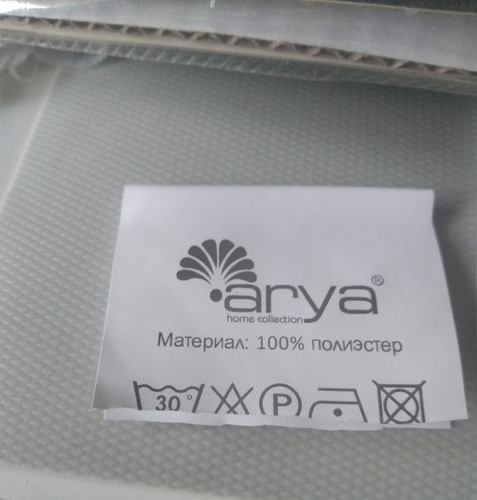 arya®
home collection
Материал: 100% полиэстер
30° P